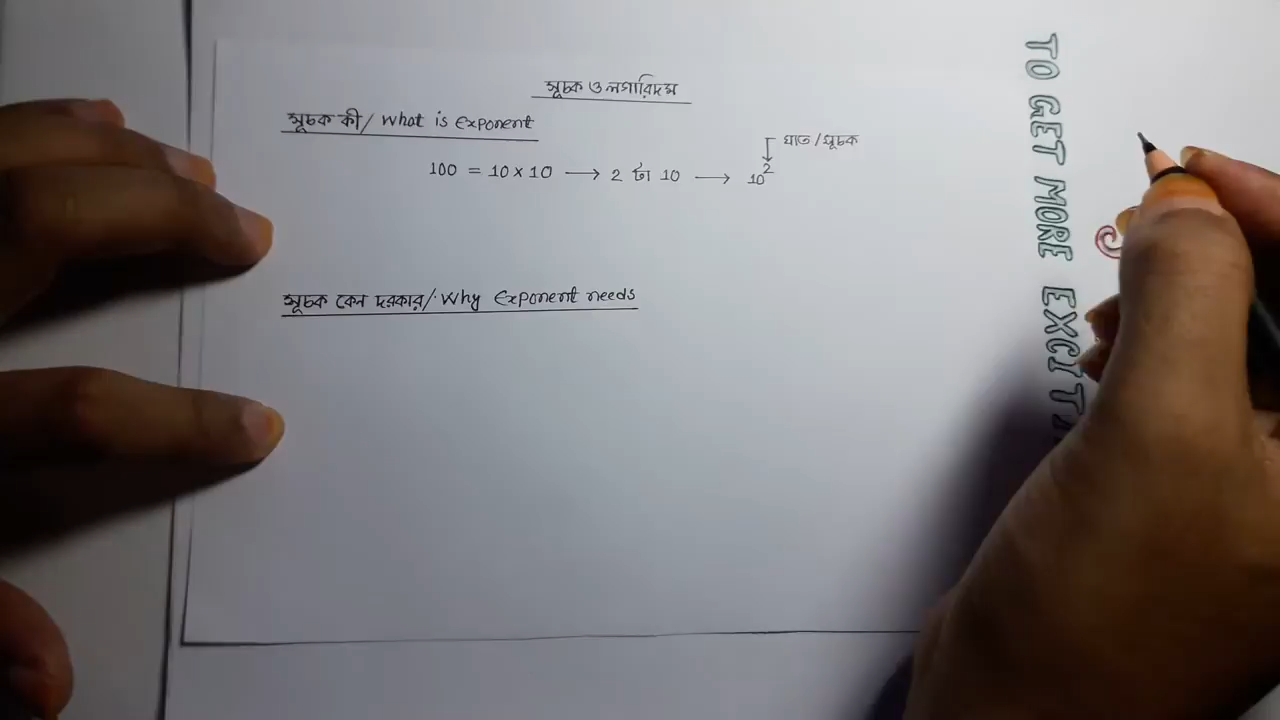 সূচক ও লগারিদম
সূচক কী / What is Exponent
ঘাত / সূচক
100 = 10 × 10 ⟶ 2 টা 10 ⟶ 10²
সূচক কেন দরকার / Why Exponent needs
TO GET MORE